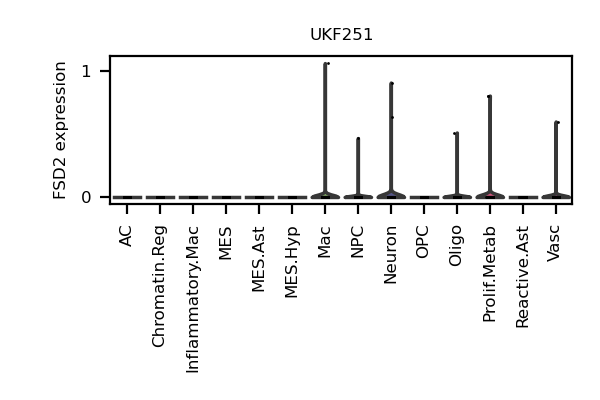 UKF251
FSD2 expression
1
0
AC
Chromatin.Reg
Inflammatory.Mac
MES
MES.Ast
MES.Hyp
Mac
NPC
Neuron
OPC
Oligo
Prolif.Metab
Reactive.Ast
Vasc